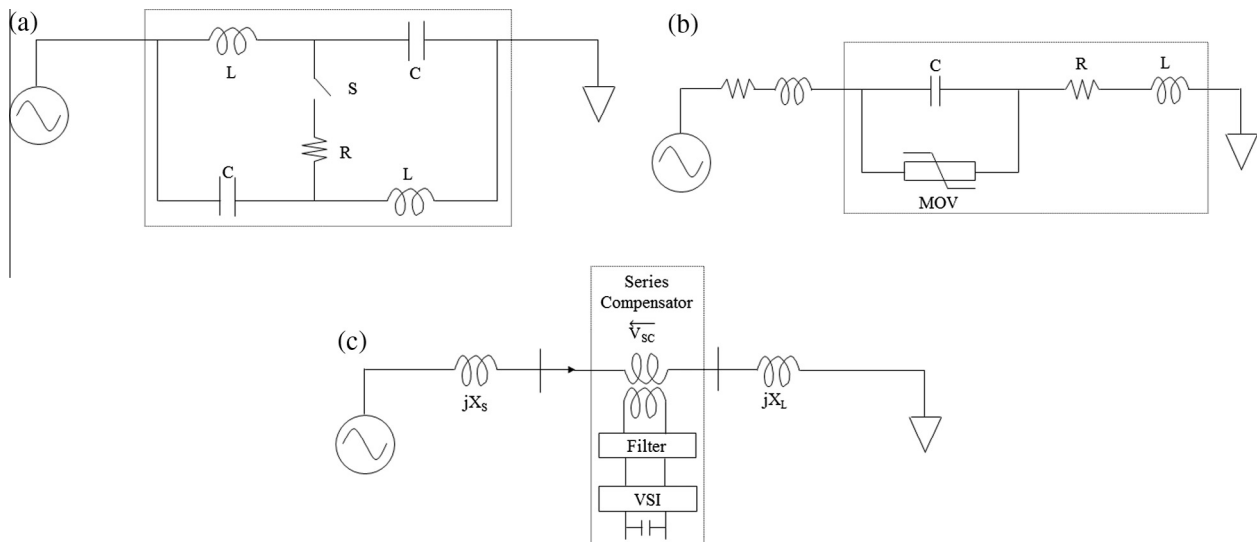 (a)
L
C
S
R
C
L
(b)
C
R
L
MOV
(c)
Series
Compensator
V_SC
jX_S
jX_L
Filter
VSI